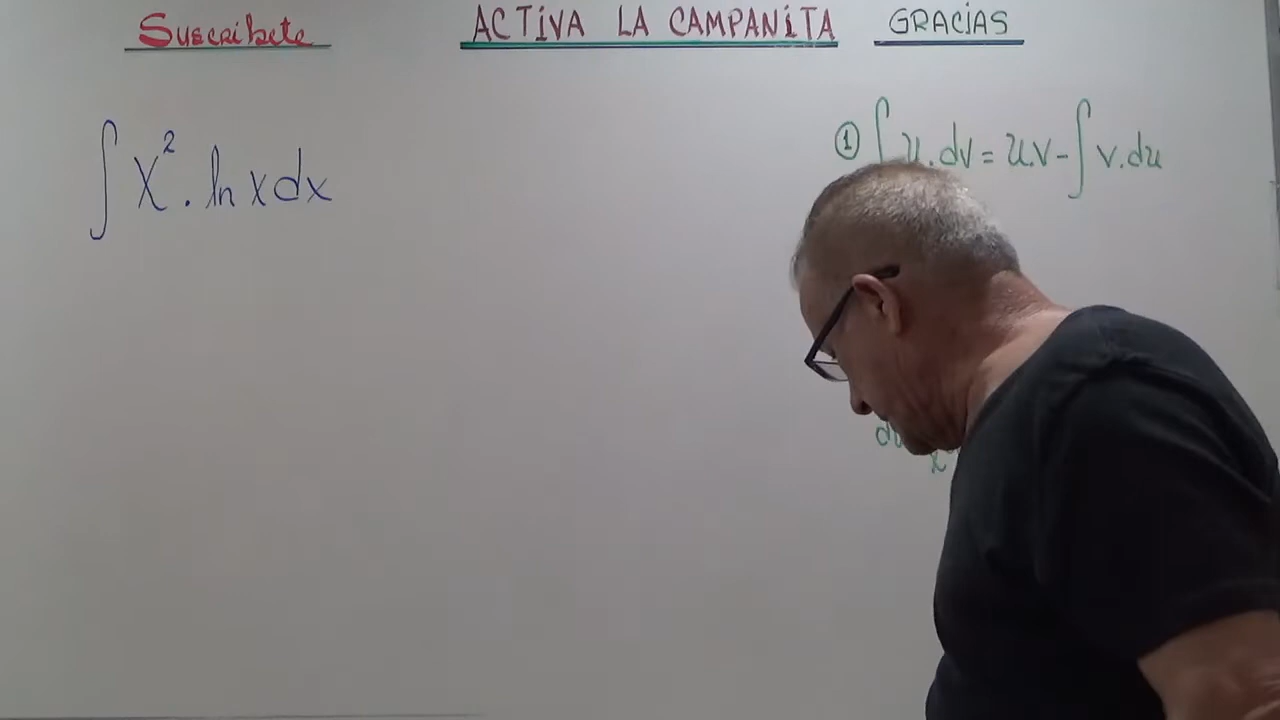 Suscribete ACTIVA LA CAMPANITA GRACIAS
∫ x² . ln x dx
① ∫ u . dv = u.v - ∫ v . du